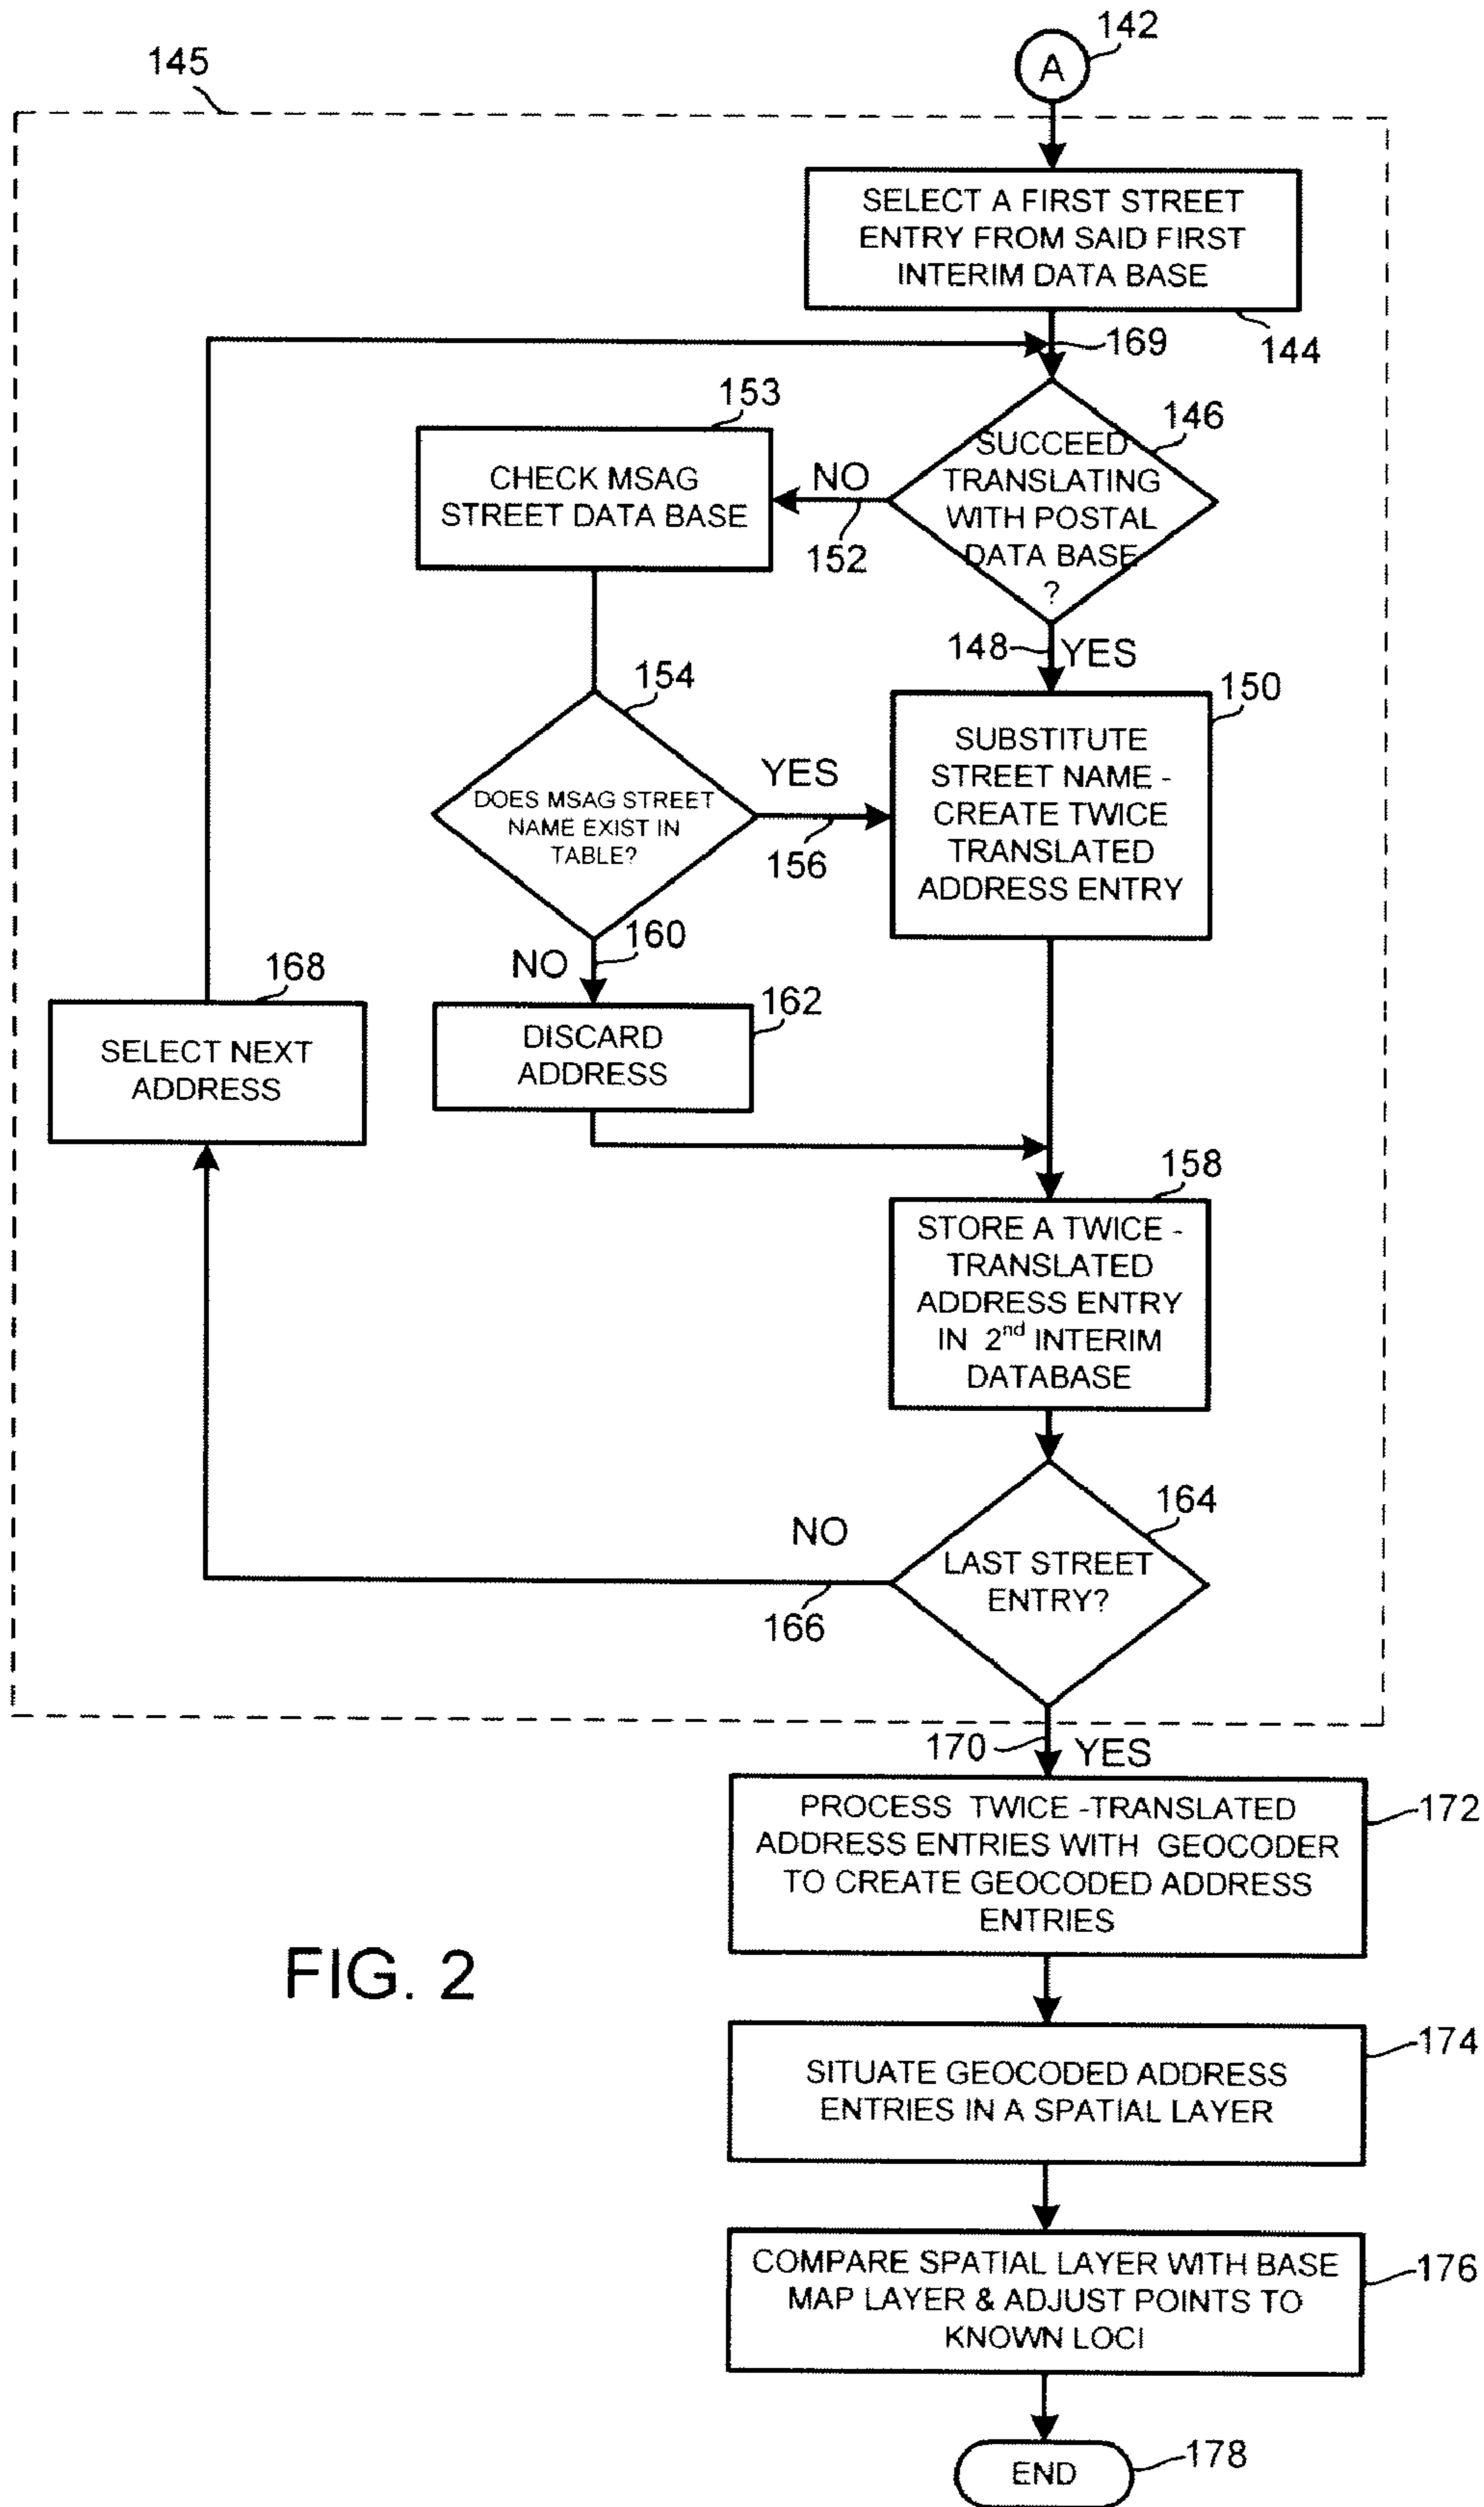 142
A
145
SELECT A FIRST STREET
ENTRY FROM SAID FIRST
INTERIM DATA BASE
144
169
153
CHECK MSAG
STREET DATA BASE
146
SUCCEED
TRANSLATING
WITH POSTAL
DATA BASE
?
NO
152
148
YES
154
DOES MSAG STREET
NAME EXIST IN
TABLE?
YES
156
150
SUBSTITUTE
STREET NAME -
CREATE TWICE
TRANSLATED
ADDRESS ENTRY
NO
160
168
SELECT NEXT
ADDRESS
162
DISCARD
ADDRESS
158
STORE A TWICE -
TRANSLATED
ADDRESS ENTRY
IN 2nd INTERIM
DATABASE
164
LAST STREET
ENTRY?
NO
166
170
YES
172
PROCESS TWICE -TRANSLATED
ADDRESS ENTRIES WITH GEOCODER
TO CREATE GEOCODED ADDRESS
ENTRIES
FIG. 2
174
SITUATE GEOCODED ADDRESS
ENTRIES IN A SPATIAL LAYER
176
COMPARE SPATIAL LAYER WITH BASE
MAP LAYER & ADJUST POINTS TO
KNOWN LOCI
END
178